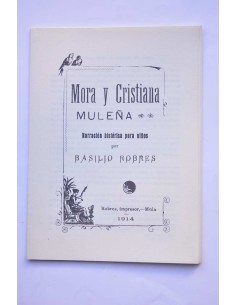 Mora y Cristiana
MULEÑA
Narración histórica para niños
por
BASILIO ROBRES
Robres, impresor,—Mula
1914